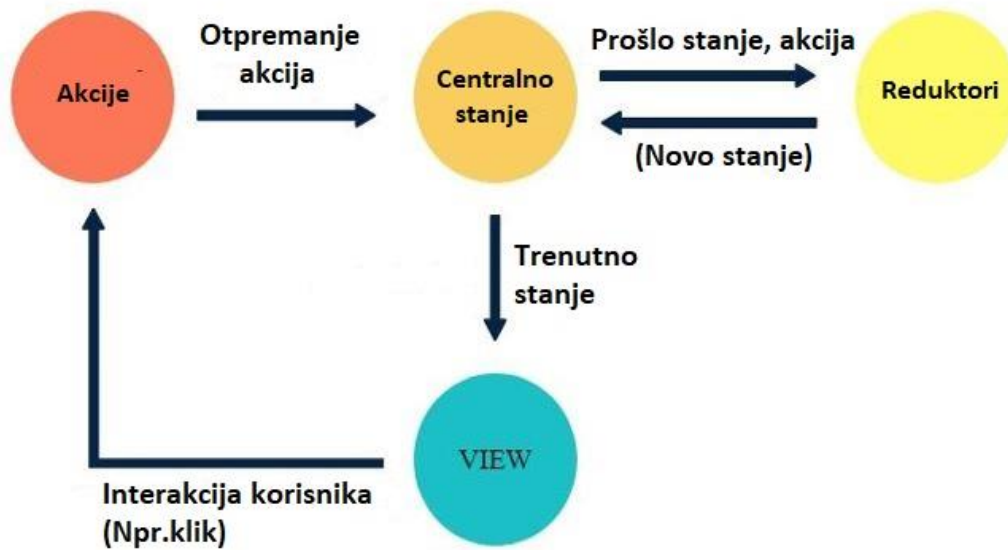 Akcije
Otpremanje
akcija
Centralno
stanje
Prošlo stanje, akcija
(Novo stanje)
Reduktori
Trenutno
stanje
VIEW
Interakcija korisnika
(Npr.klik)